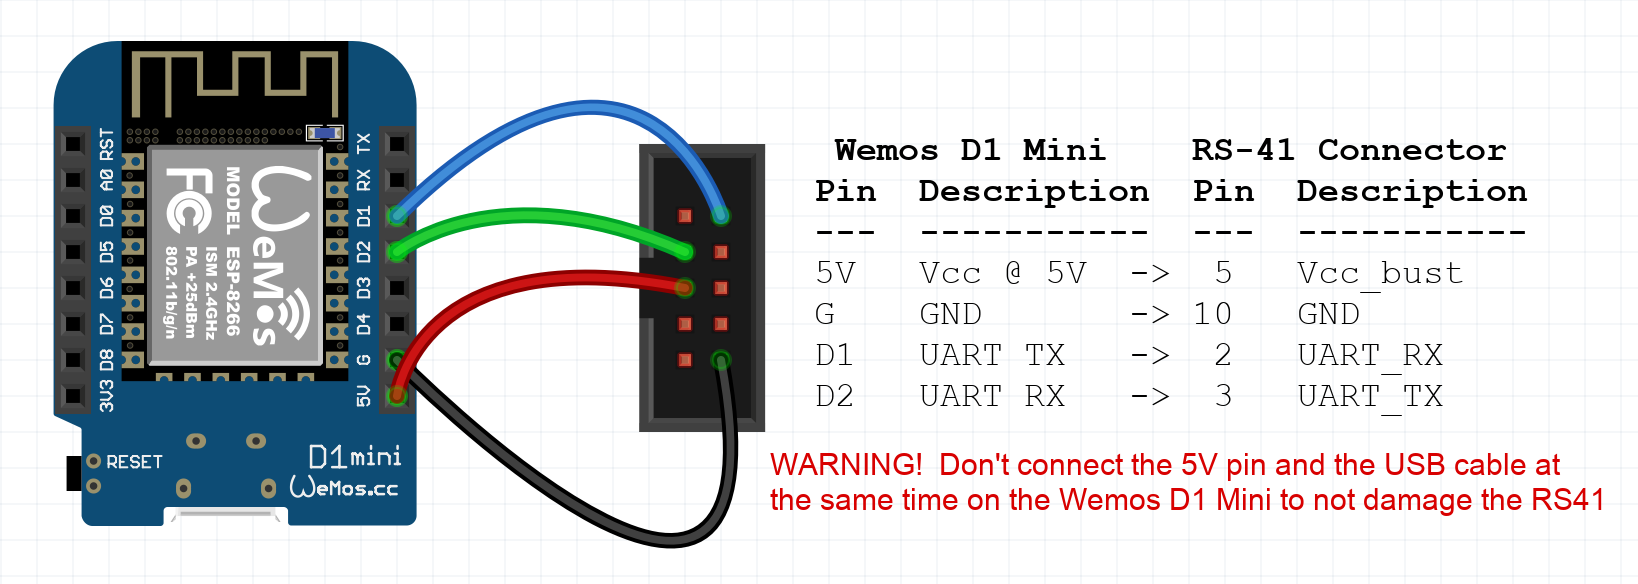 RST
A0
D0
D5
D6
D7
D8
3V3
TX
RX
D1
D2
D3
D4
G
5V
WeMos
MODEL ESP-8266
ISM 2.4GHz
PA +25dBm
802.11b/g/n
FC
RESET
D1mini
WeMos.cc
Wemos D1 Mini RS-41 Connector
Pin Description Pin Description
--- ----------- --- -----------
5V Vcc @ 5V -> 5 Vcc_bust
G GND -> 10 GND
D1 UART TX -> 2 UART_RX
D2 UART RX -> 3 UART_TX
WARNING! Don't connect the 5V pin and the USB cable at
the same time on the Wemos D1 Mini to not damage the RS41